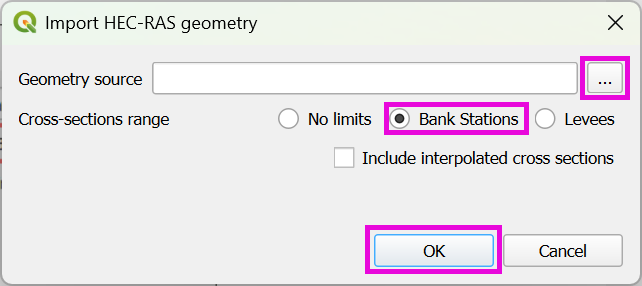 Import HEC-RAS geometry
Geometry source ...
Cross-sections range No limits Bank Stations Levees
Include interpolated cross sections
OK Cancel